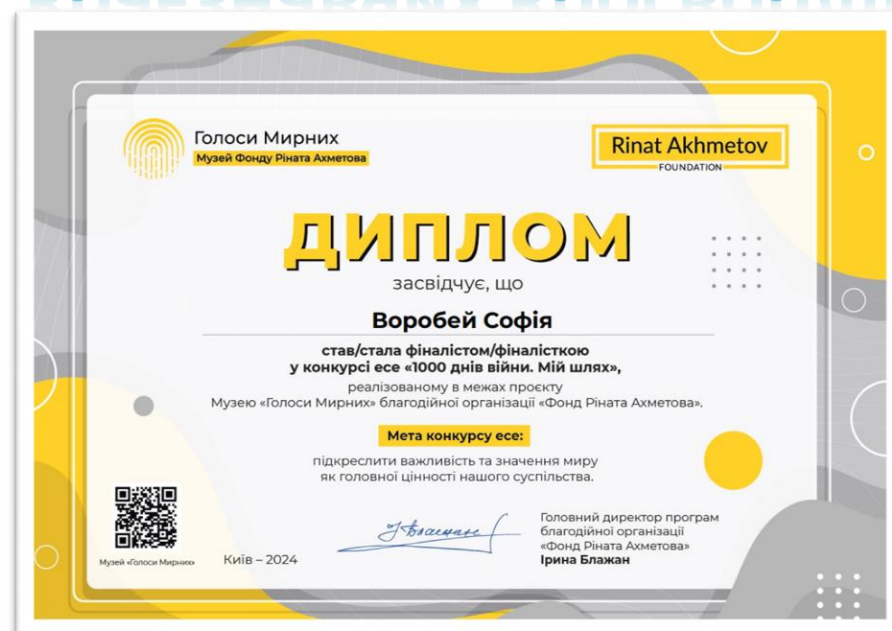 Голоси Мирних
Музей Фонду Ріната Ахметова
Rinat Akhmetov
FOUNDATION
ДИПЛОМ
засвідчує, що
Воробей Софія
став/стала фіналістом/фіналісткою
у конкурсі есе «1000 днів війни. Мій шлях»,
реалізованому в межах проєкту
Музею «Голоси Мирних» благодійної організації «Фонд Ріната Ахметова».
Мета конкурсу есе:
підкреслити важливість та значення миру
як головної цінності нашого суспільства.
Музей «Голоси Мирних»
Київ – 2024
Головний директор програм
благодійної організації
«Фонд Ріната Ахметова»
Ірина Блажан